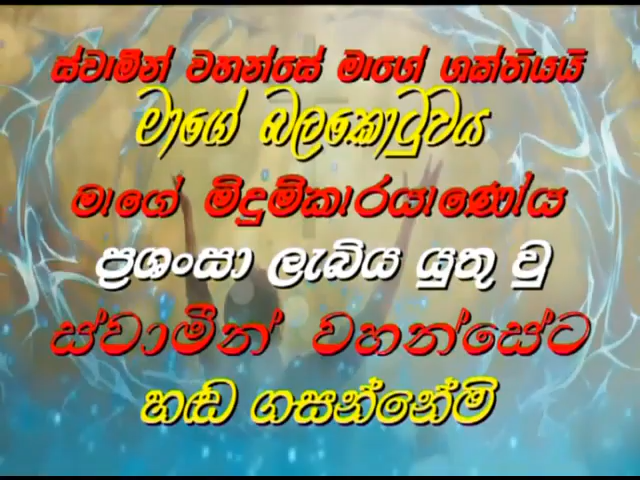 ස්වාමීන් වහන්සේ මාගේ ශක්තියයි
මාගේ බලකොටුවය
මාගේ මිදුම්කාරයාණෝය
ප්‍රශංසා ලැබිය යුතු වූ
ස්වාමීන් වහන්සේට
හඬ ගසන්නේමි